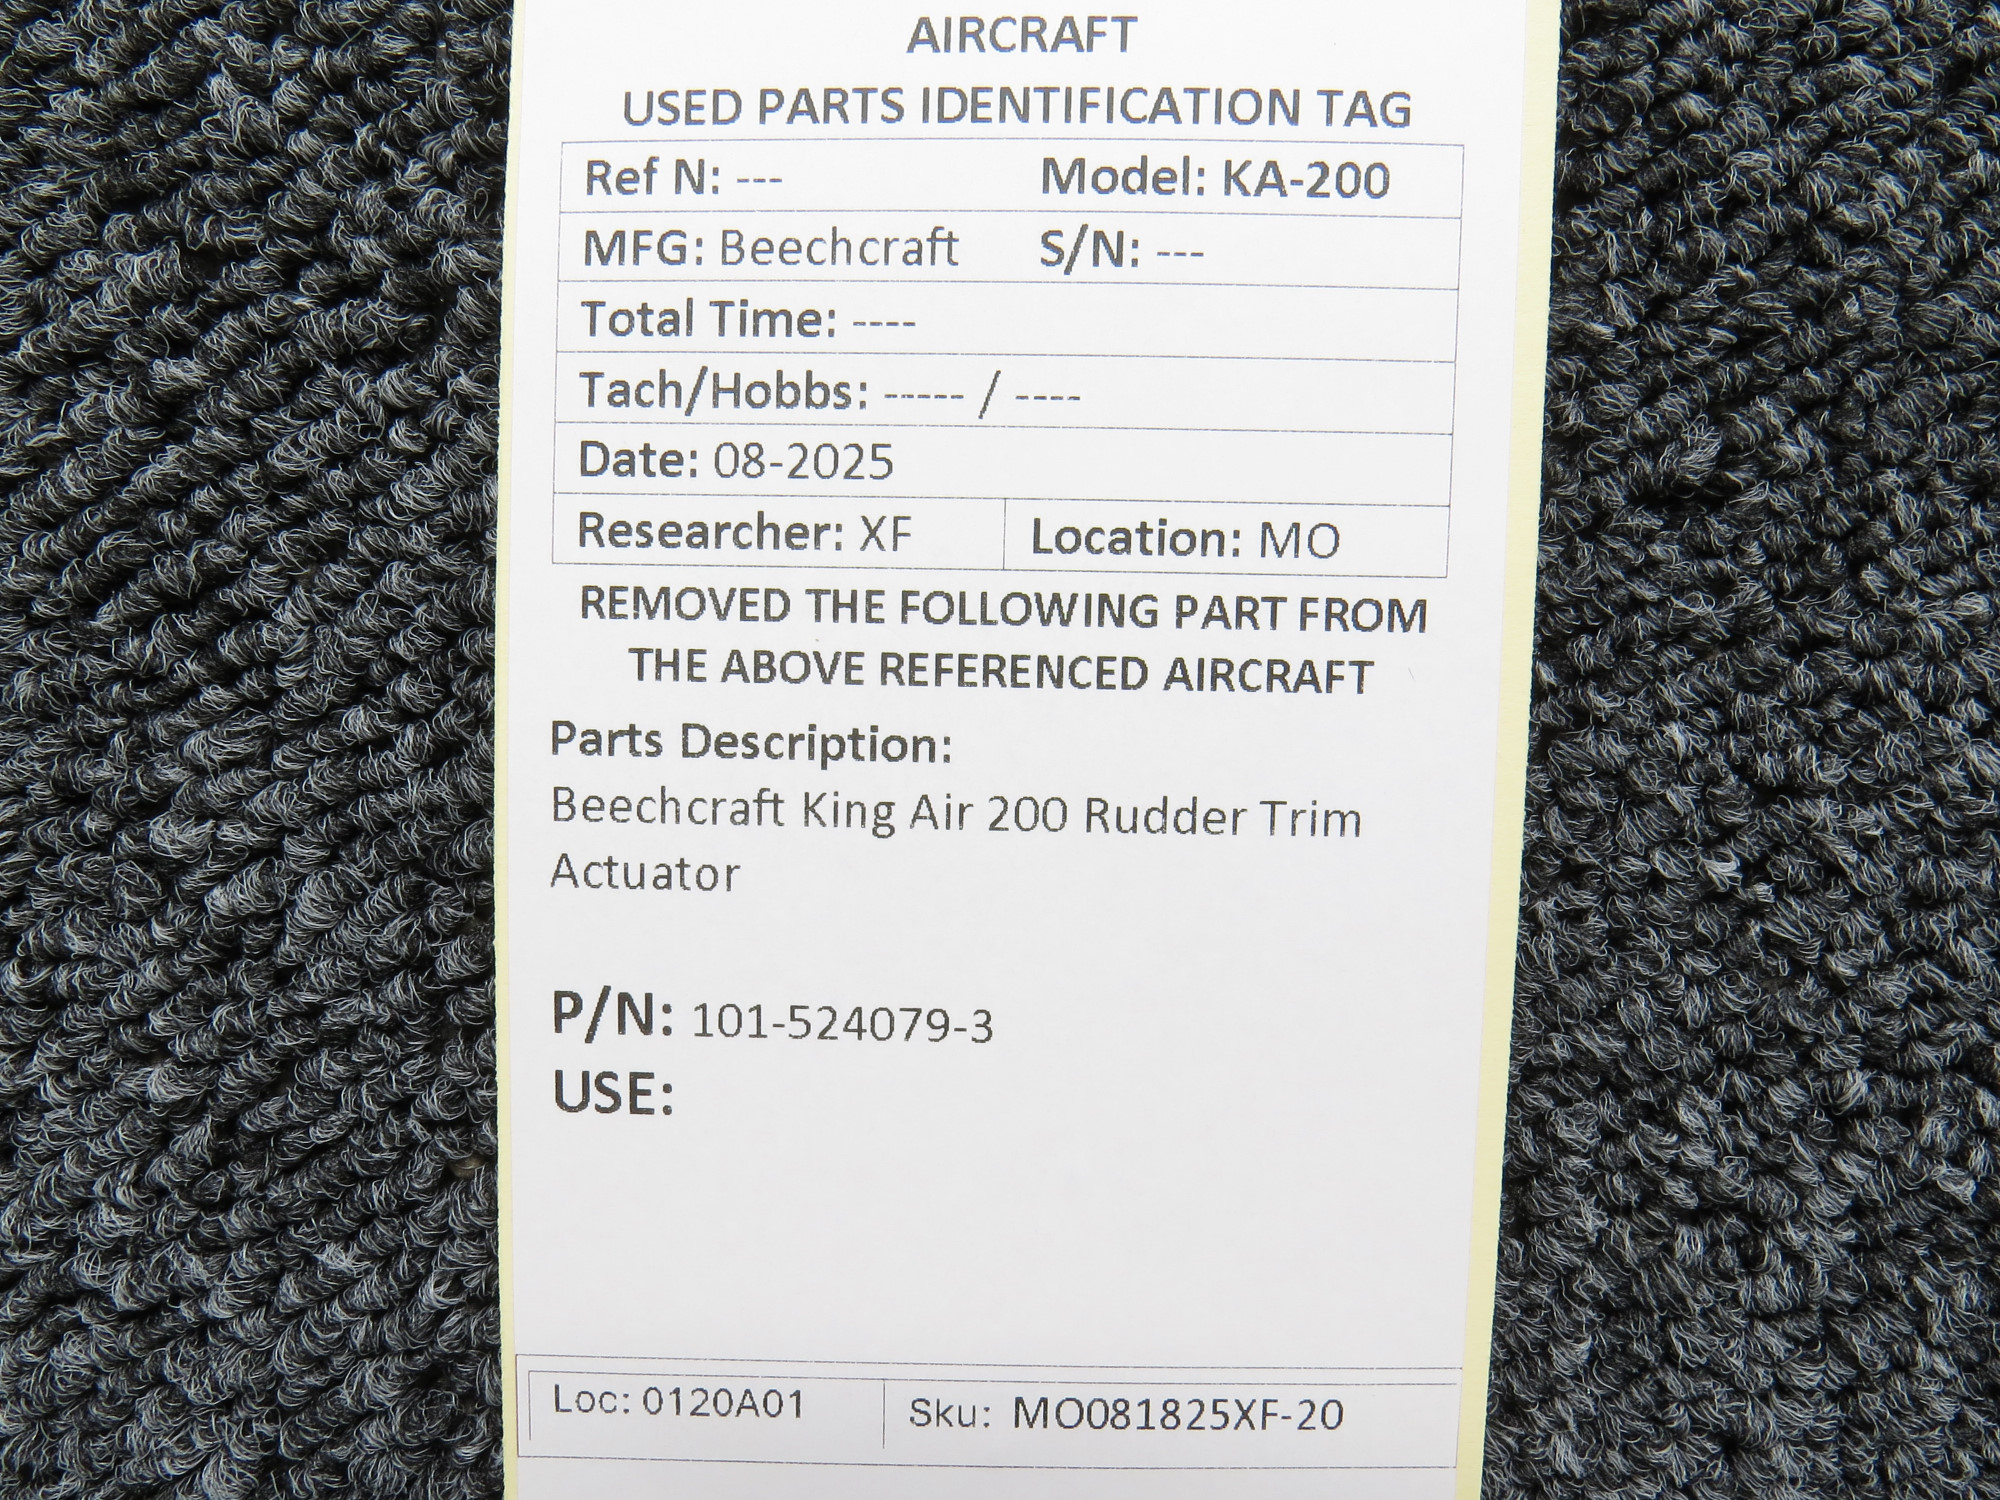 AIRCRAFT
USED PARTS IDENTIFICATION TAG
Ref N: --- Model: KA-200
MFG: Beechcraft S/N: ---
Total Time: ----
Tach/Hobbs: ----- / ----
Date: 08-2025
Researcher: XF Location: MO
REMOVED THE FOLLOWING PART FROM
THE ABOVE REFERENCED AIRCRAFT
Parts Description:
Beechcraft King Air 200 Rudder Trim
Actuator
P/N: 101-524079-3
USE:
Loc: 0120A01 Sku: MO081825XF-20